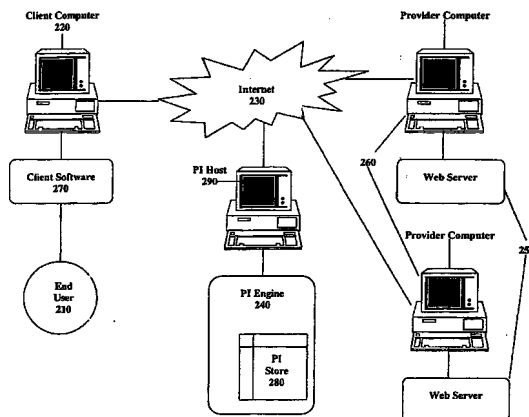 Client Computer
220
Provider Computer
Internet
230
PI Host
290
260
Client Software
270
Web Server
Provider Computer
End
User
210
PI Engine
240
PI
Store
280
Web Server